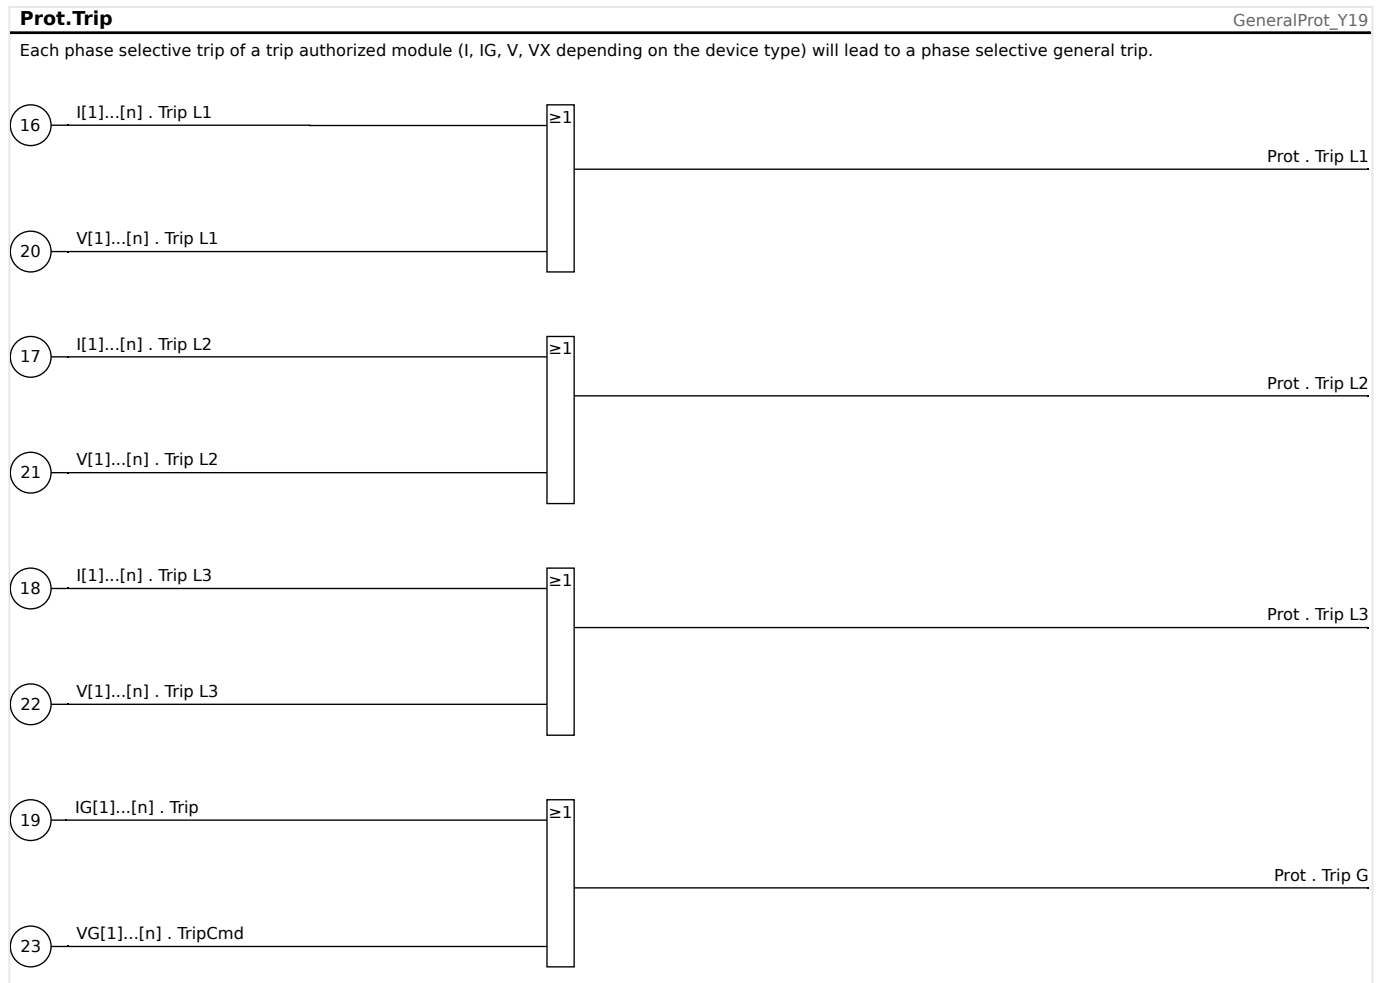 Prot.Trip
GeneralProt_Y19
Each phase selective trip of a trip authorized module (I, IG, V, VX depending on the device type) will lead to a phase selective general trip.
16
I[1]...[n] . Trip L1
≥1
Prot . Trip L1
20
V[1]...[n] . Trip L1
17
I[1]...[n] . Trip L2
≥1
Prot . Trip L2
21
V[1]...[n] . Trip L2
18
I[1]...[n] . Trip L3
≥1
Prot . Trip L3
22
V[1]...[n] . Trip L3
19
IG[1]...[n] . Trip
≥1
Prot . Trip G
23
VG[1]...[n] . TripCmd